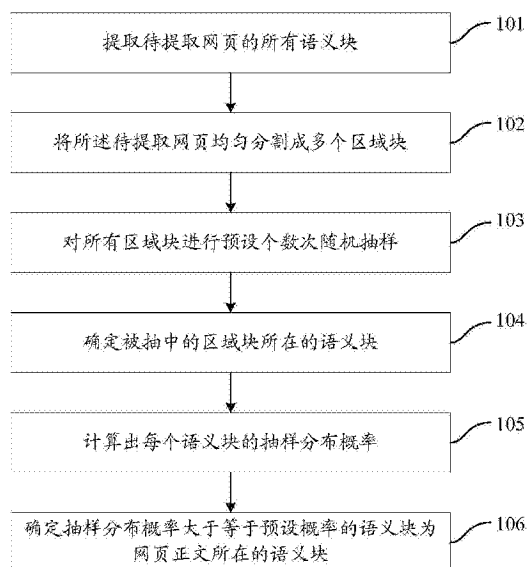 提取待提取网页的所有语义块
101
将所述待提取网页均匀分割成多个区域块
102
对所有区域块进行预设个数次随机抽样
103
确定被抽中的区域块所在的语义块
104
计算出每个语义块的抽样分布概率
105
确定抽样分布概率大于等于预设概率的语义块为
网页正文所在的语义块
106